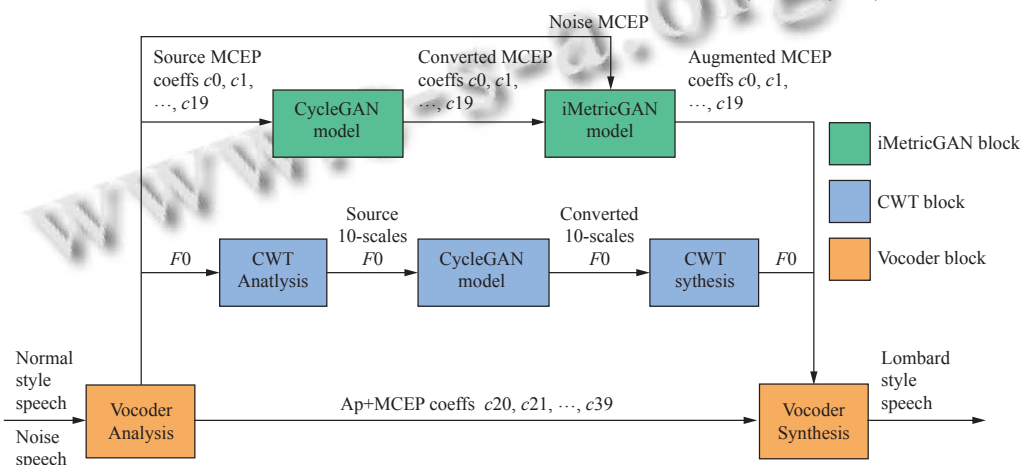 Noise MCEP
Source MCEP
coeffs c0, c1,
…, c19
CycleGAN
model
Converted MCEP
coeffs c0, c1,
…, c19
iMetricGAN
model
Augmented MCEP
coeffs c0, c1,
…, c19
iMetricGAN block
CWT block
Vocoder block
F0
CWT
Anatlysis
Source
10-scales
F0
CycleGAN
model
Converted
10-scales
F0
CWT
sythesis
F0
Normal
style
speech
Noise
speech
Vocoder
Analysis
Ap+MCEP coeffs c20, c21, …, c39
Vocoder
Synthesis
Lombard
style
speech